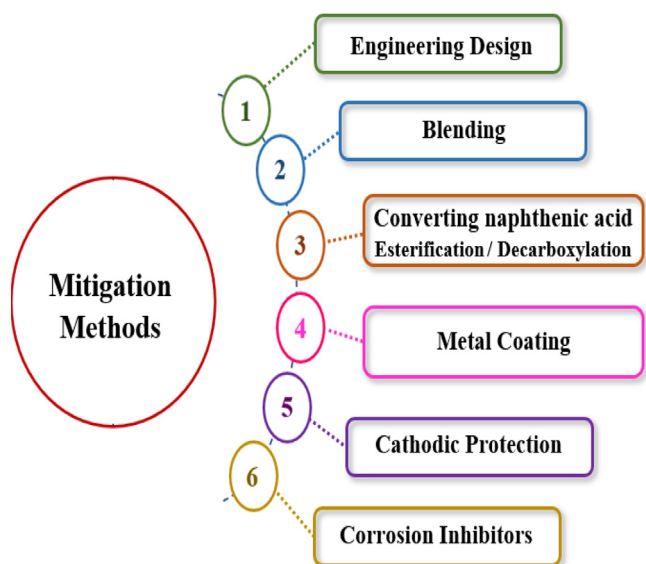 Mitigation
Methods
1
Engineering Design
2
Blending
3
Converting naphthenic acid
Esterification / Decarboxylation
4
Metal Coating
5
Cathodic Protection
6
Corrosion Inhibitors